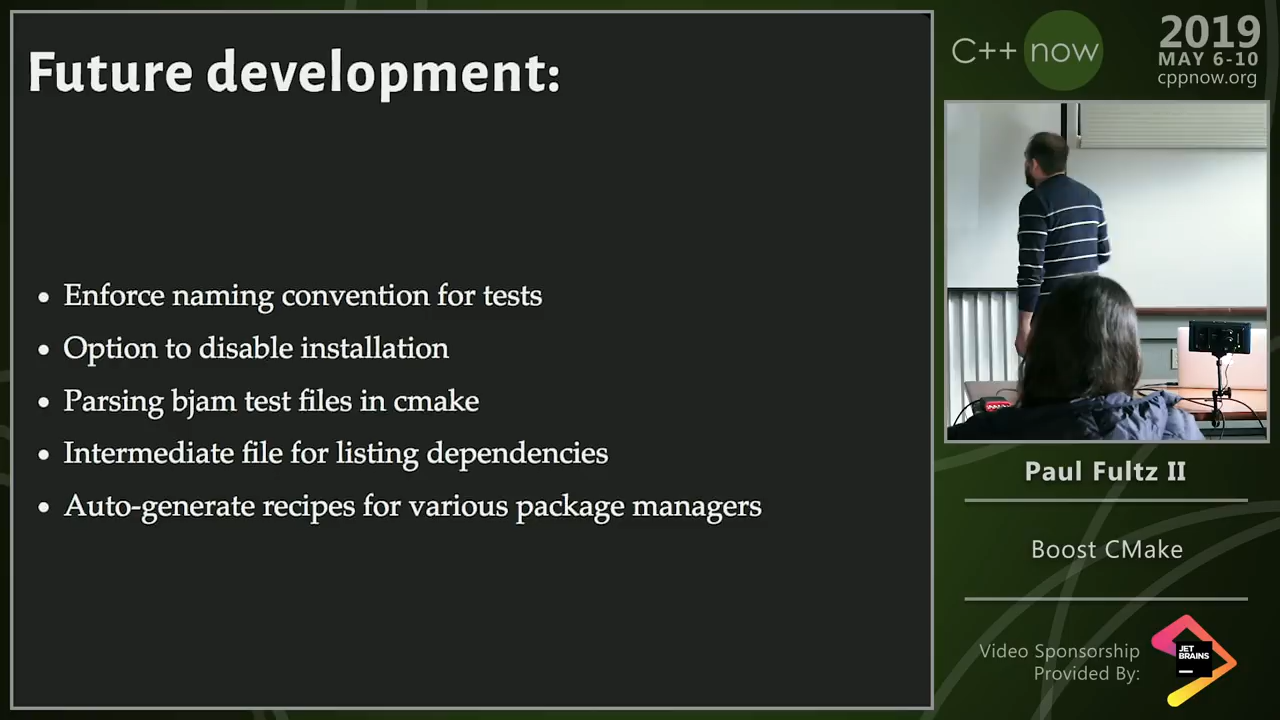 Future development:
Enforce naming convention for tests
Option to disable installation
Parsing bjam test files in cmake
Intermediate file for listing dependencies
Auto-generate recipes for various package managers
C++ now
2019
MAY 6-10
cppnow.org
Paul Fultz II
Boost CMake
Video Sponsorship
Provided By:
JET
BRAINS